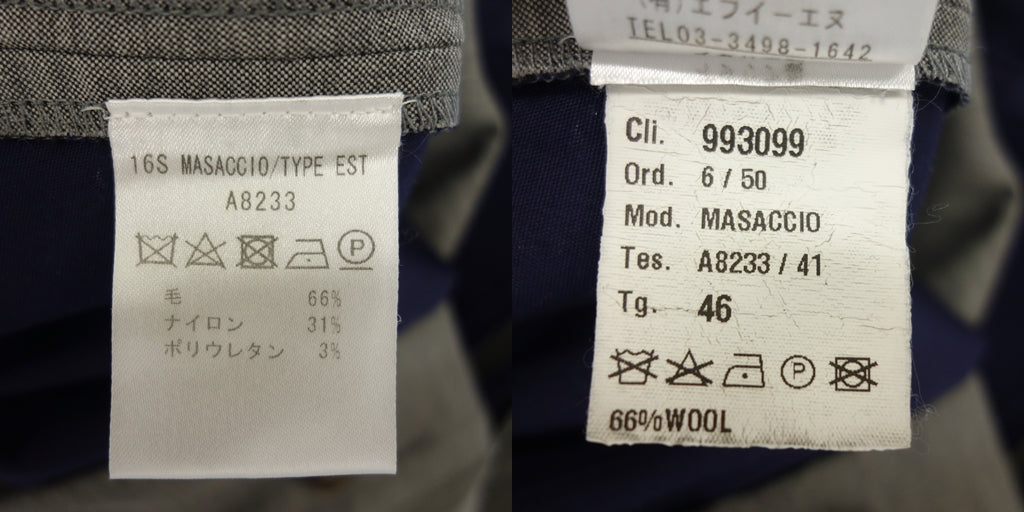 16S MASACCIO/TYPE EST
A8233
P
毛 66%
ナイロン 31%
ポリウレタン 3%
(有)エフイーエヌ
TEL03-3498-1642
Cli. 993099
Ord. 6 / 50
Mod. MASACCIO
Tes. A8233 / 41
Tg. 46
P
66%WOOL